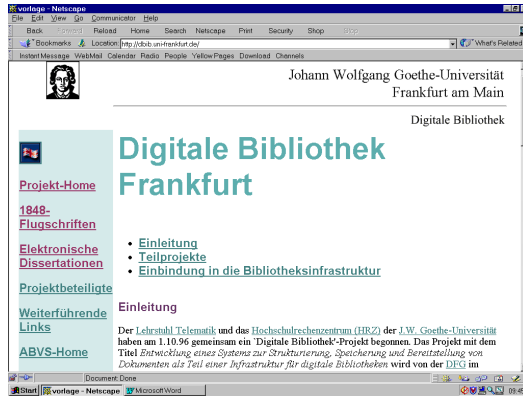 vorlage - Netscape
File Edit View Go Communicator Help
Back Forward Reload Home Search Netscape Print Security Shop Stop
Bookmarks Location: http://dbib.uni-frankfurt.de/ What's Related
Instant Message WebMail Calendar Radio People Yellow Pages Download Channels
Johann Wolfgang Goethe-Universität
Frankfurt am Main
Digitale Bibliothek
Digitale Bibliothek
Frankfurt
Projekt-Home
1848-
Flugschriften
Elektronische
Dissertationen
Projektbeteiligte
Weiterführende
Links
ABVS-Home
• Einleitung
• Teilprojekte
• Einbindung in die Bibliotheksinfrastruktur
Einleitung
Der Lehrstuhl Telematik und das Hochschulrechenzentrum (HRZ) der J.W. Goethe-Universität
haben am 1.10.96 gemeinsam ein `Digitale Bibliothek'-Projekt begonnen. Das Projekt mit dem
Titel Entwicklung eines Systems zur Strukturierung, Speicherung und Bereitstellung von
Dokumenten als Teil einer Infrastruktur für digitale Bibliotheken wird von der DFG im
Document: Done
Start vorlage - Netscape Microsoft Word